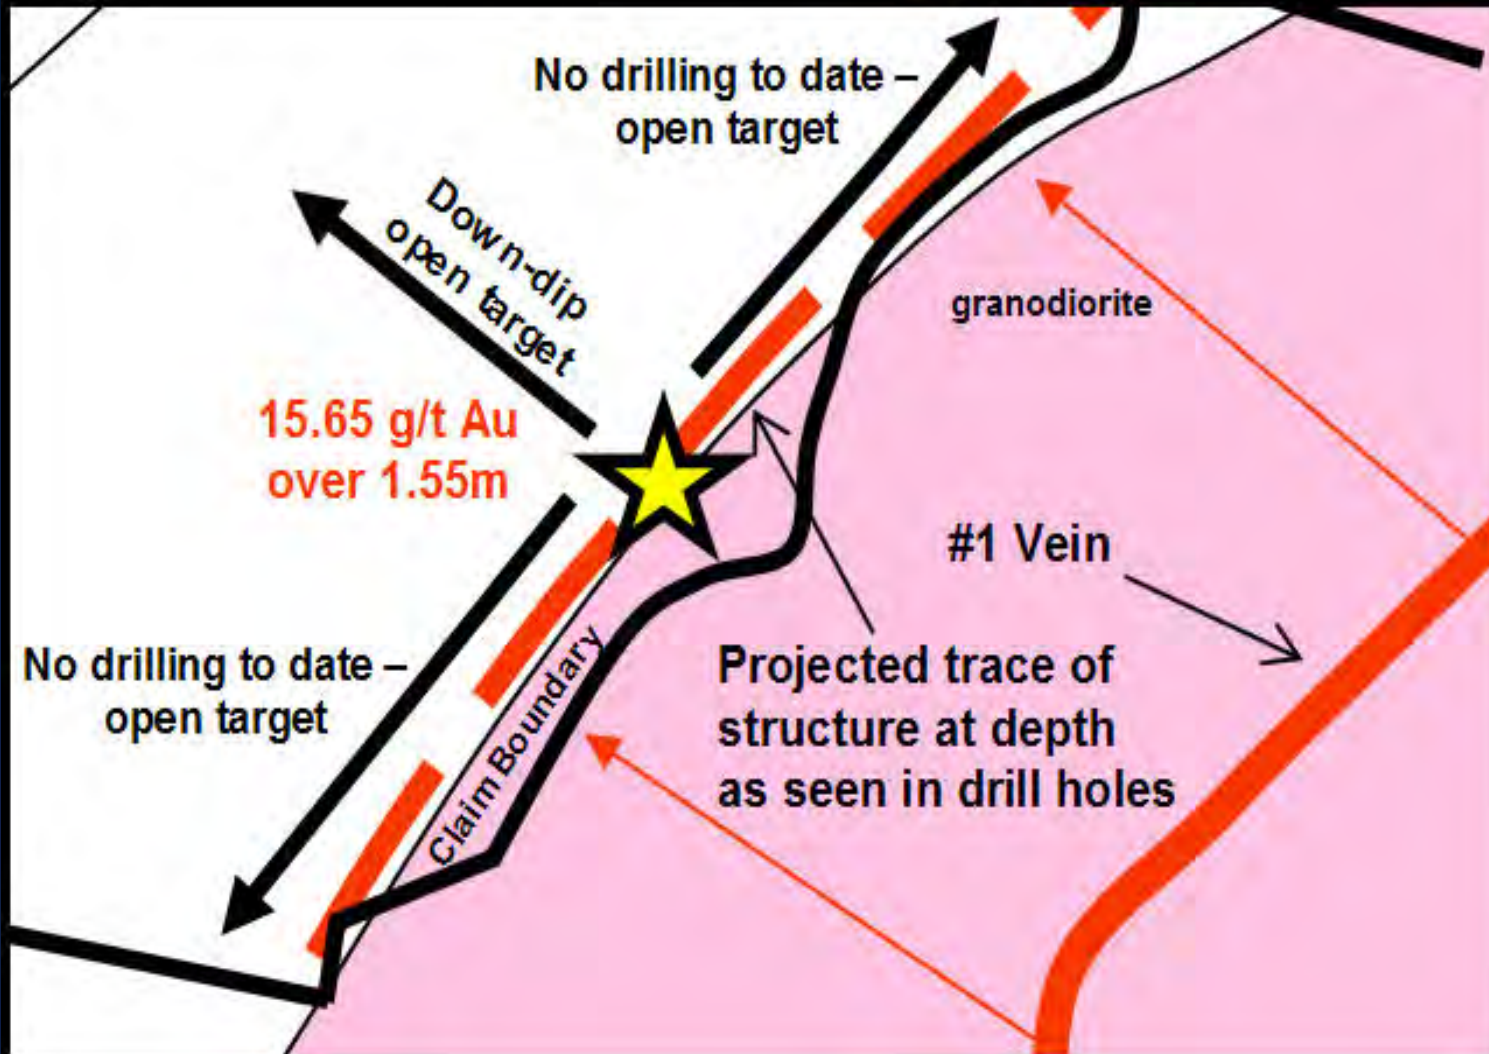 No drilling to date –
open target
Down-dip
open target
granodiorite
15.65 g/t Au
over 1.55m
#1 Vein
No drilling to date –
open target
Claim Boundary
Projected trace of
structure at depth
as seen in drill holes